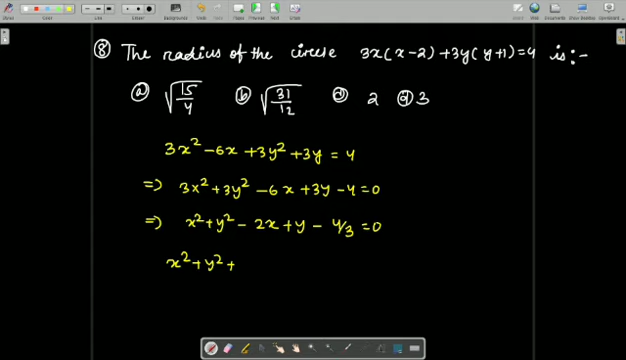 ⑧ The radius of the circle 3x(x-2)+3y(y+1)=4 is:-
ⓐ √15/4 ⓑ √31/12 ⓒ 2 ⓓ 3
3x² -6x +3y² +3y = 4
=> 3x² +3y² -6x +3y -4=0
=> x²+y² - 2x +y - 4/3 =0
x²+y²+